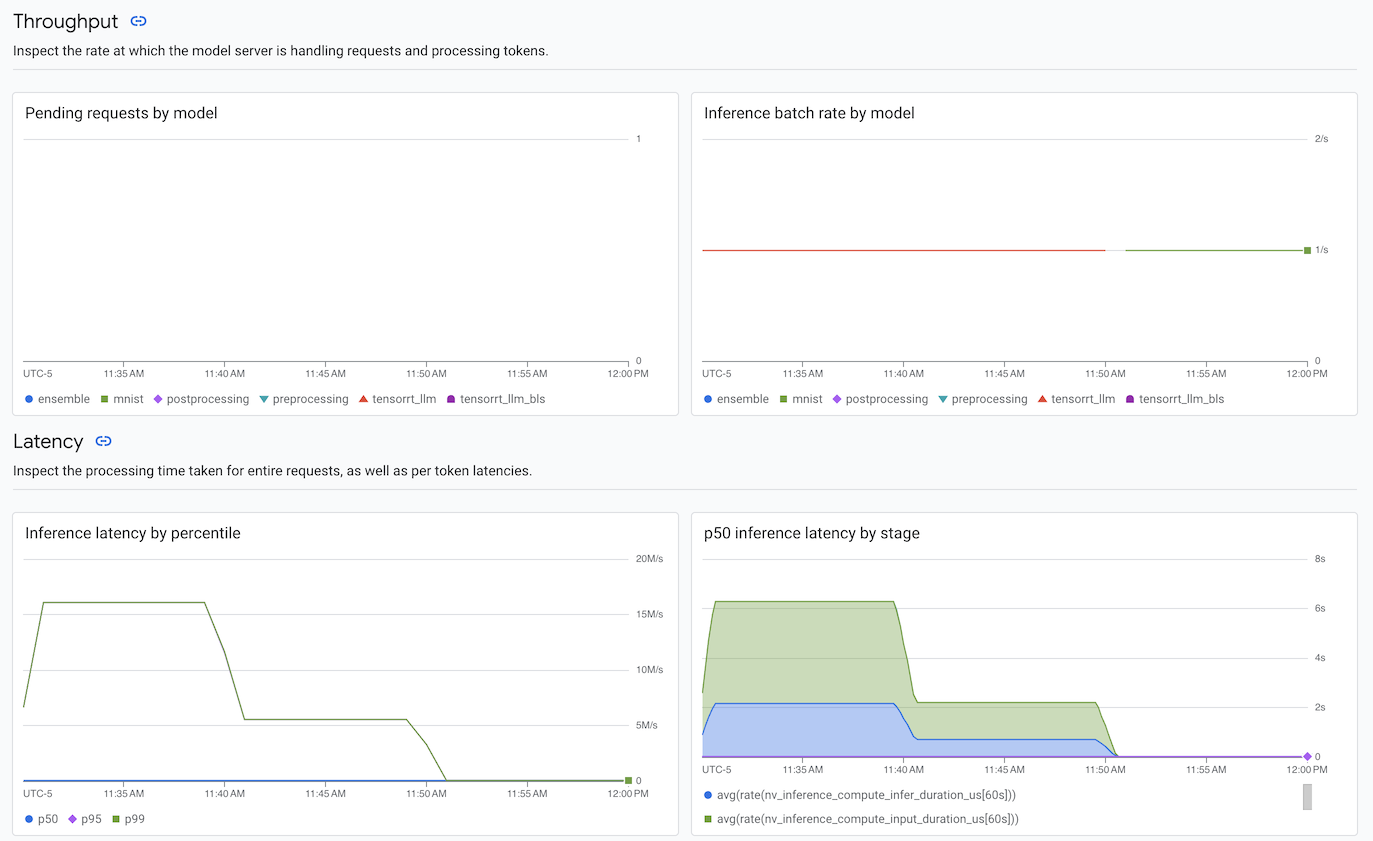 Throughput
Inspect the rate at which the model server is handling requests and processing tokens.
Pending requests by model
1
0
UTC-5 11:35 AM 11:40 AM 11:45 AM 11:50 AM 11:55 AM 12:00 PM
ensemble mnist postprocessing preprocessing tensorrt_llm tensorrt_llm_bls
Inference batch rate by model
2/s
1/s
0
UTC-5 11:35 AM 11:40 AM 11:45 AM 11:50 AM 11:55 AM 12:00 PM
ensemble mnist postprocessing preprocessing tensorrt_llm tensorrt_llm_bls
Latency
Inspect the processing time taken for entire requests, as well as per token latencies.
Inference latency by percentile
20M/s
15M/s
10M/s
5M/s
0
UTC-5 11:35 AM 11:40 AM 11:45 AM 11:50 AM 11:55 AM 12:00 PM
p50 p95 p99
p50 inference latency by stage
8s
6s
4s
2s
0
UTC-5 11:35 AM 11:40 AM 11:45 AM 11:50 AM 11:55 AM 12:00 PM
avg(rate(nv_inference_compute_infer_duration_us[60s]))
avg(rate(nv_inference_compute_input_duration_us[60s]))